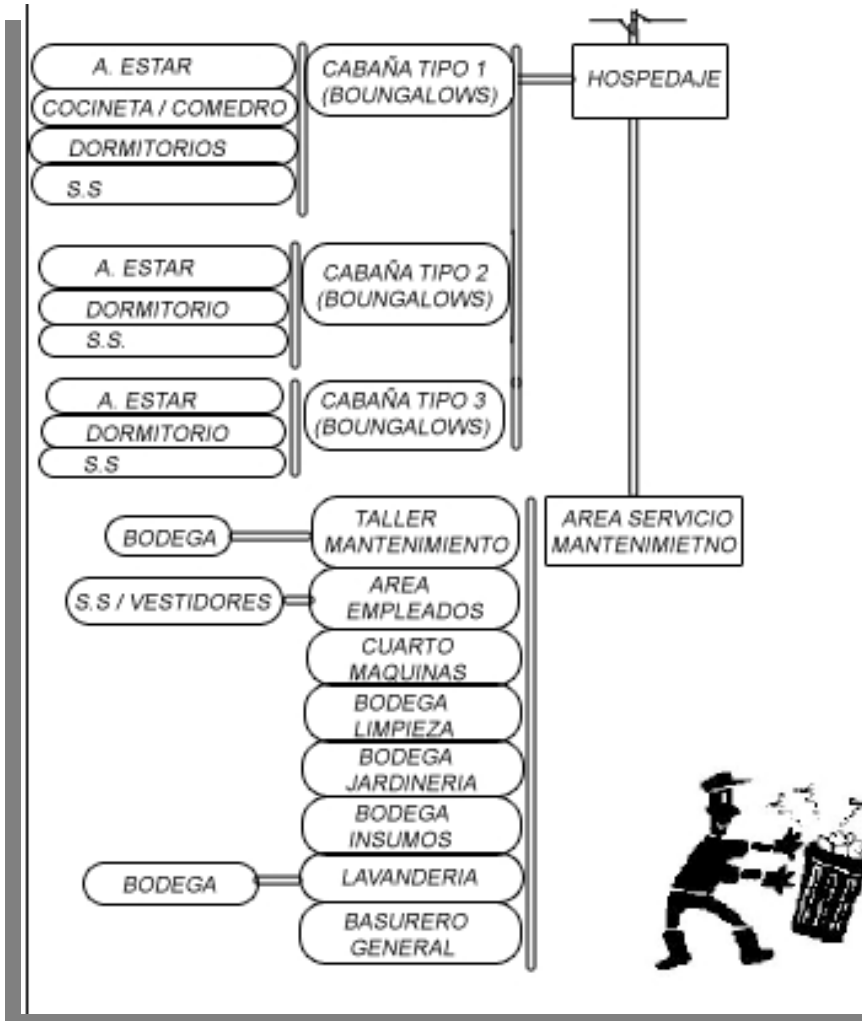 A. ESTAR
COCINETA / COMEDRO
DORMITORIOS
S.S
CABAÑA TIPO 1
(BOUNGALOWS)
HOSPEDAJE
A. ESTAR
DORMITORIO
S.S.
CABAÑA TIPO 2
(BOUNGALOWS)
A. ESTAR
DORMITORIO
S.S
CABAÑA TIPO 3
(BOUNGALOWS)
AREA SERVICIO
MANTENIMIETNO
BODEGA
TALLER
MANTENIMIENTO
S.S / VESTIDORES
AREA
EMPLEADOS
CUARTO
MAQUINAS
BODEGA
LIMPIEZA
BODEGA
JARDINERIA
BODEGA
INSUMOS
BODEGA
LAVANDERIA
BASURERO
GENERAL